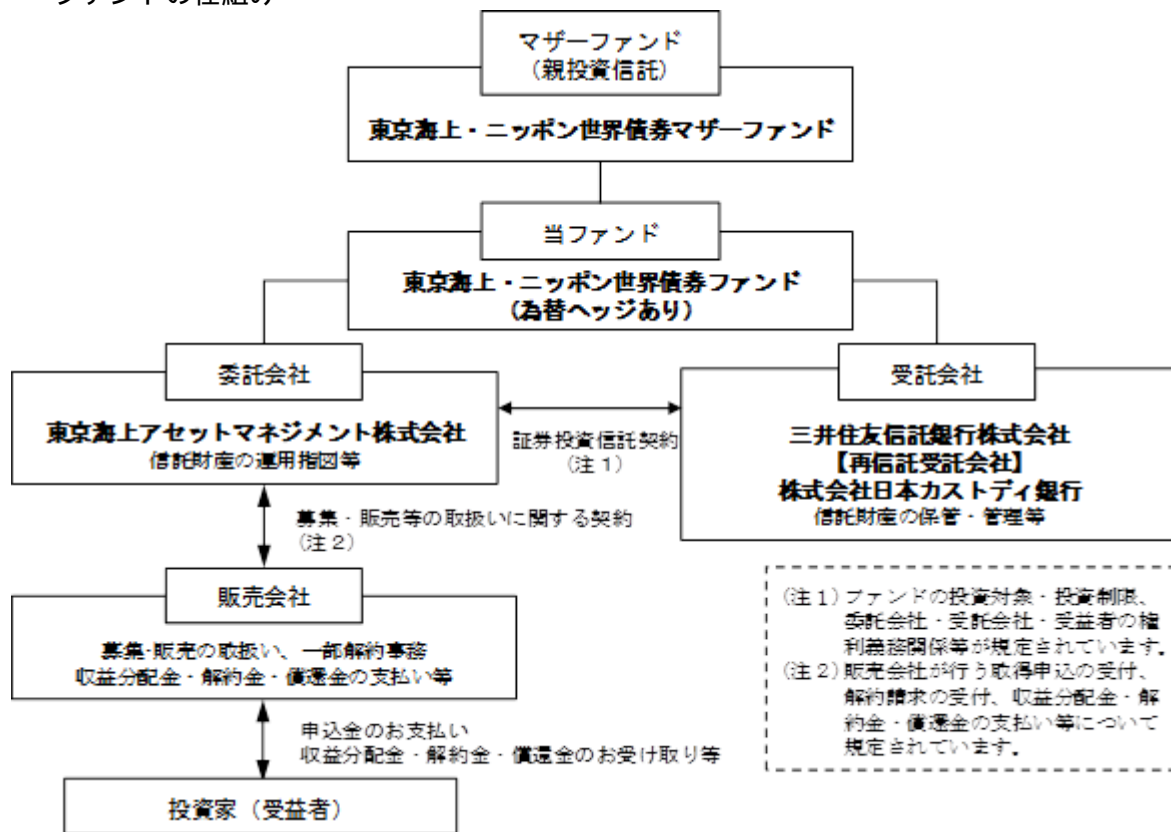 ファンドの仕組み
マザーファンド
(親投資信託)
東京海上・ニッポン世界債券マザーファンド
当ファンド
東京海上・ニッポン世界債券ファンド
(為替ヘッジあり)
委託会社
東京海上アセットマネジメント株式会社
信託財産の運用指図等
証券投資信託契約
(注1)
受託会社
三井住友信託銀行株式会社
【再信託受託会社】
株式会社日本カストディ銀行
信託財産の保管・管理等
募集・販売等の取扱いに関する契約
(注2)
販売会社
募集・販売の取扱い、一部解約事務
収益分配金・解約金・償還金の支払い等
申込金のお支払い
収益分配金・解約金・償還金のお受け取り等
投資家(受益者)
(注1)ファンドの投資対象・投資制限、
委託会社・受託会社・受益者の権
利義務関係等が規定されています。
(注2)販売会社が行う取得申込の受付、
解約請求の受付、収益分配金・解
約金・償還金の支払い等について
規定されています。